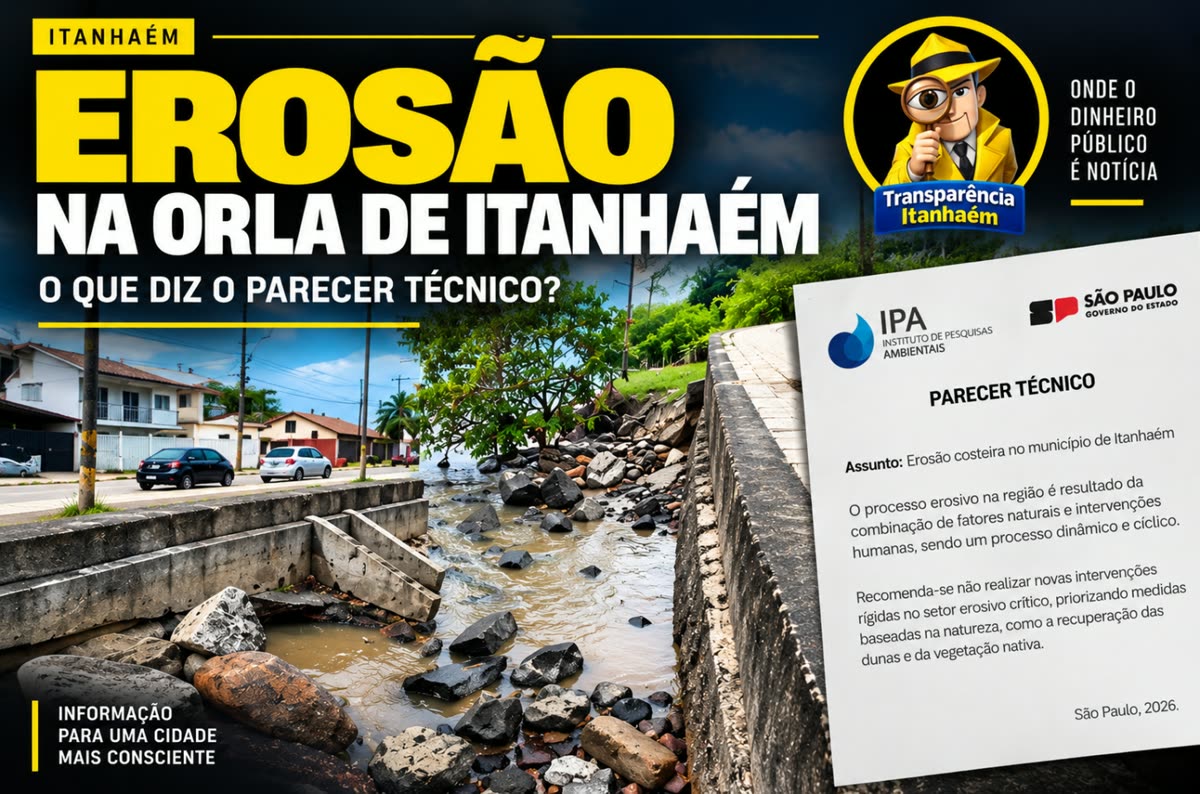 ITANHAÉM
EROSÃO
NA ORLA DE ITANHAÉM
O QUE DIZ O PARECER TÉCNICO?
Transparência
Itanhaém
ONDE O
DINHEIRO
PÚBLICO
É NOTÍCIA
IPA
INSTITUTO DE PESQUISAS
AMBIENTAIS
SP
SÃO PAULO
GOVERNO DO ESTADO
PARECER TÉCNICO
Assunto: Erosão costeira no município de Itanhaém
O processo erosivo na região é resultado da
combinação de fatores naturais e intervenções
humanas, sendo um processo dinâmico e cíclico.
Recomenda-se não realizar novas intervenções
rígidas no setor erosivo crítico, priorizando medidas
baseadas na natureza, como a recuperação das
dunas e da vegetação nativa.
São Paulo, 2026.
INFORMAÇÃO
PARA UMA CIDADE
MAIS CONSCIENTE